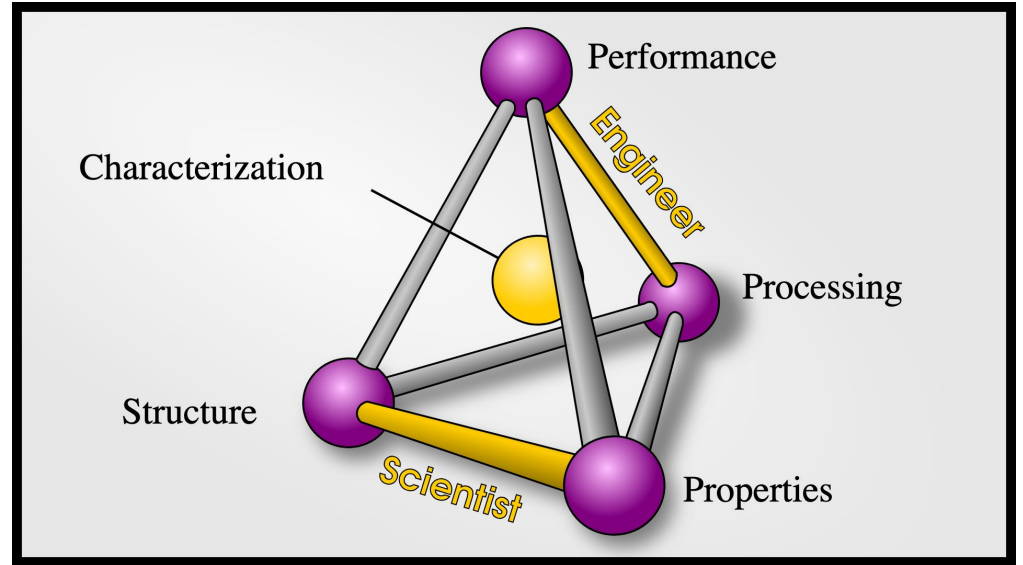 Performance
Engineer
Characterization
Processing
Structure
Scientist
Properties